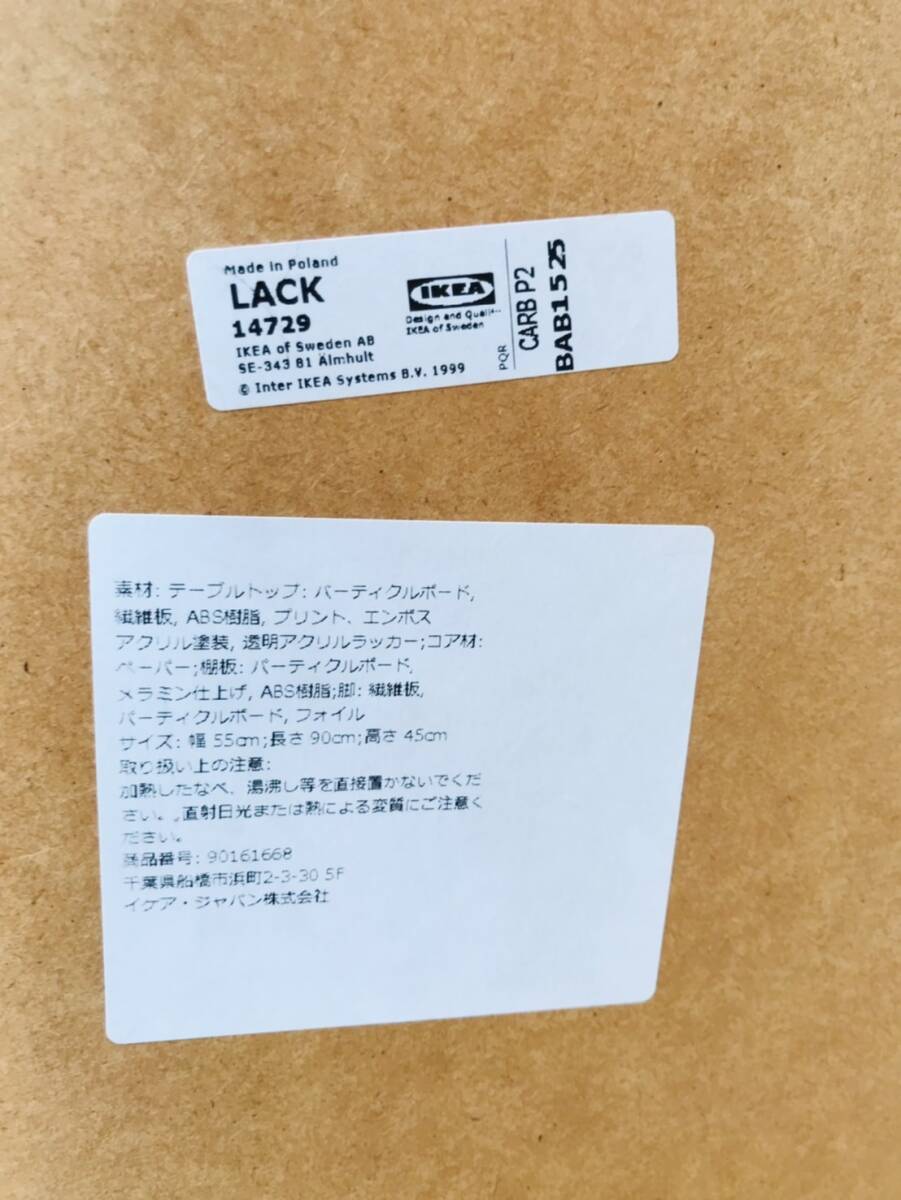 Made in Poland
LACK
14729
IKEA of Sweden AB
SE-343 81 Älmhult
© Inter IKEA Systems B.V. 1999
IKEA
Design and
IKEA of Sweden
PQR
CARB P2
BAB1525
素材: テーブルトップ: パーティクルボード,
繊維板, ABS樹脂, プリント、エンボス
アクリル塗装, 透明アクリルラッカー;コア材:
ペーパー;棚板: パーティクルボード,
メラミン仕上げ, ABS樹脂;脚: 繊維板,
パーティクルボード, フォイル
サイズ: 幅 55cm;長さ 90cm;高さ 45cm
取り扱い上の注意:
加熱したなべ、湯沸し等を直接置かないでくだ
さい。,直射日光または熱による変質にご注意く
ださい。
商品番号: 90161668
千葉県船橋市浜町2-3-30 5F
イケア・ジャパン株式会社